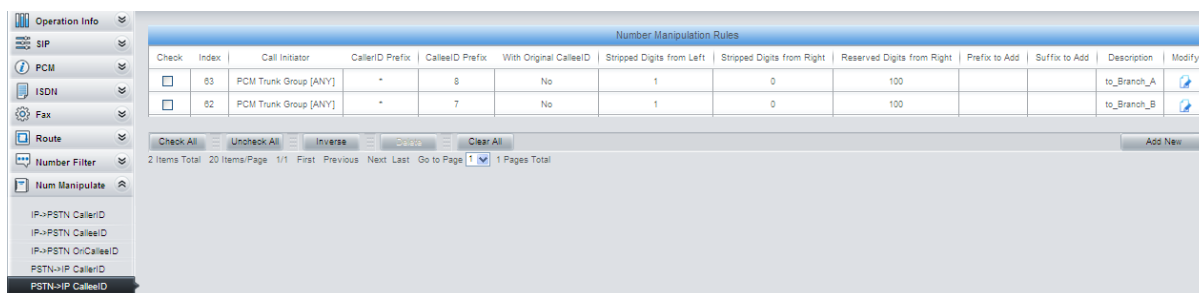 Operation Info
SIP
PCM
ISDN
Fax
Route
Number Filter
Num Manipulate
IP->PSTN CallerID
IP->PSTN CalleeID
IP->PSTN OriCalleeID
PSTN->IP CallerID
PSTN->IP CalleeID
Number Manipulation Rules
Check Index Call Initiator CallerID Prefix CalleeID Prefix With Original CalleeID Stripped Digits from Left Stripped Digits from Right Reserved Digits from Right Prefix to Add Suffix to Add Description Modify
63 PCM Trunk Group [ANY] * 8 No 1 0 100 to_Branch_A
62 PCM Trunk Group [ANY] * 7 No 1 0 100 to_Branch_B
Check All Uncheck All Inverse Delete Clear All Add New
2 Items Total 20 Items/Page 1/1 First Previous Next Last Go to Page 1 1 Pages Total